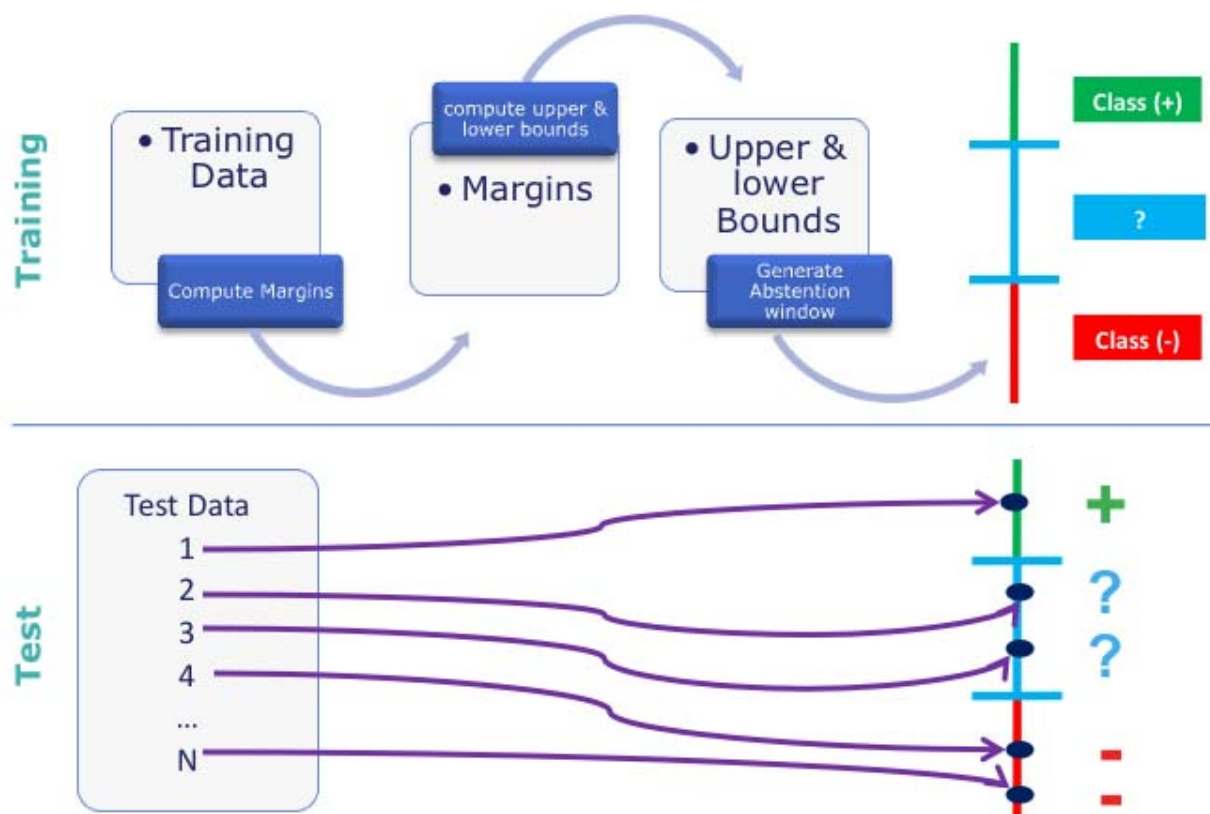 Training
• Training
Data
Compute Margins
compute upper &
lower bounds
• Margins
• Upper &
lower
Bounds
Generate
Abstention
window
Class (+)
?
Class (-)
Test
Test Data
1
2
3
4
...
N
+
?
?
-
-